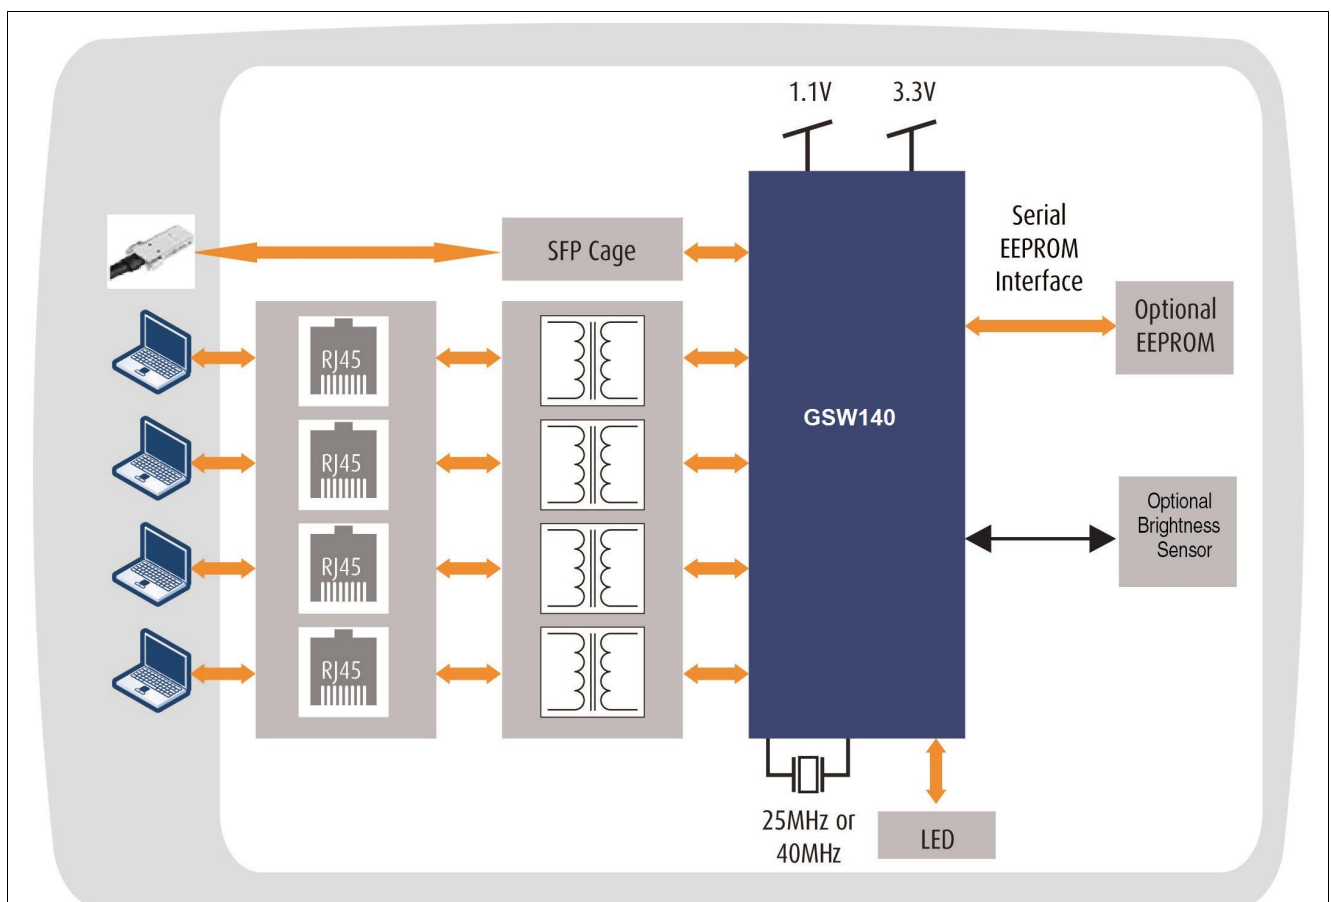 1.1V
3.3V
Serial
EEPROM
Interface
SFP Cage
Optional
EEPROM
RJ45
GSW140
RJ45
Optional
Brightness
Sensor
RJ45
RJ45
25MHz or
40MHz
LED